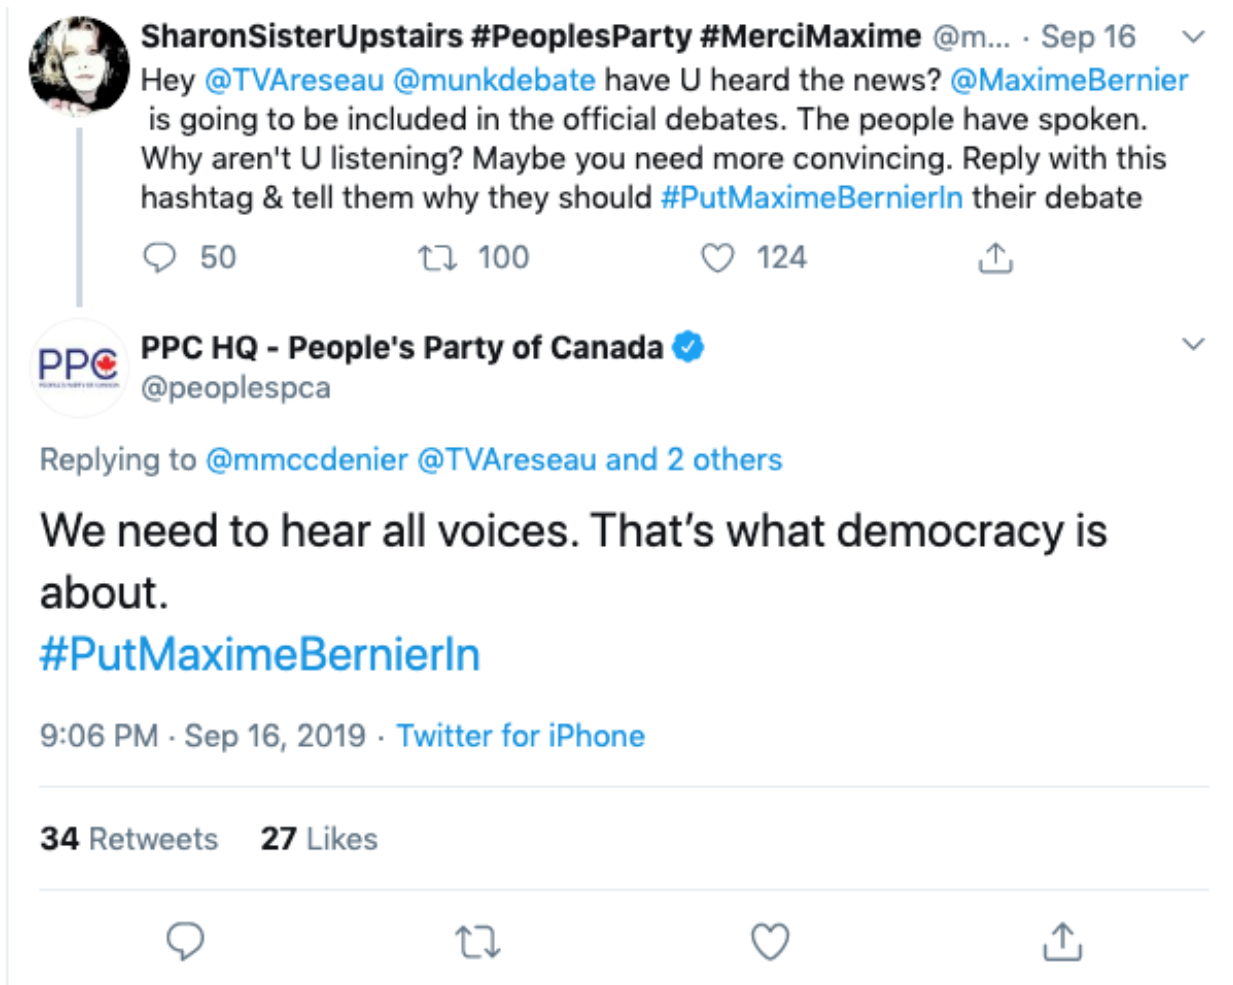 SharonSisterUpstairs #PeoplesParty #MerciMaxime @m... · Sep 16
Hey @TVAreseau @munkdebate have U heard the news? @MaximeBernier
is going to be included in the official debates. The people have spoken.
Why aren't U listening? Maybe you need more convincing. Reply with this
hashtag & tell them why they should #PutMaximeBernierIn their debate
50 100 124
PPC
PPC HQ - People's Party of Canada
@peoplespca
Replying to @mmccdenier @TVAreseau and 2 others
We need to hear all voices. That’s what democracy is
about.
#PutMaximeBernierIn
9:06 PM · Sep 16, 2019 · Twitter for iPhone
34 Retweets 27 Likes